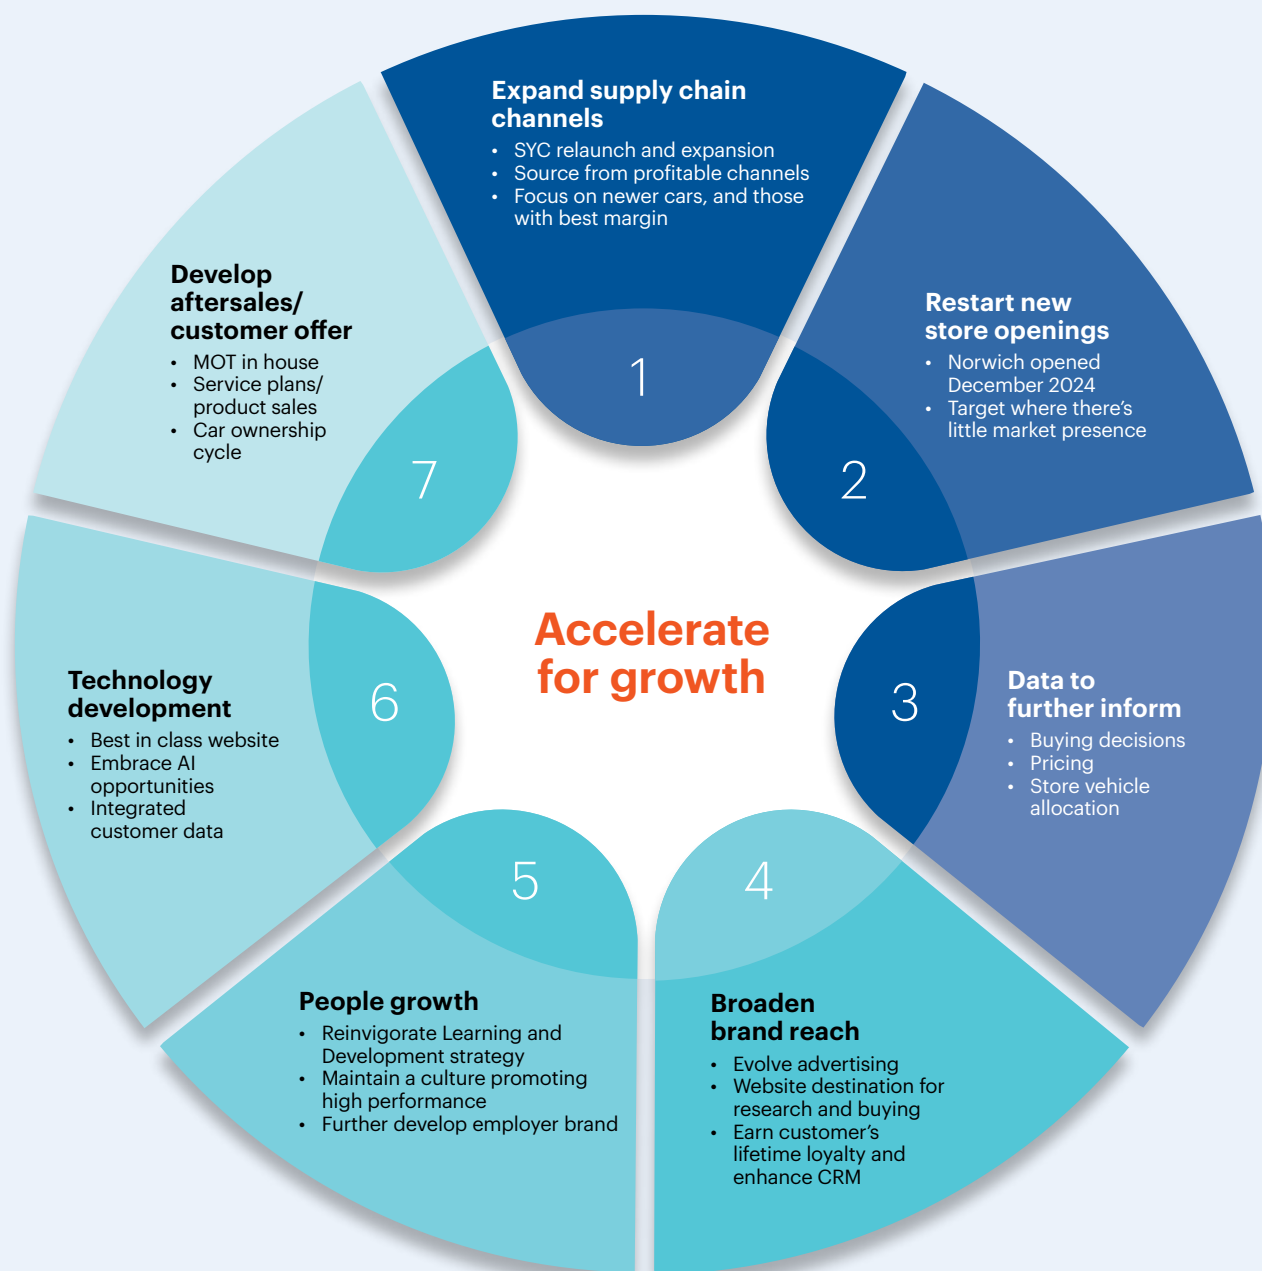 Expand supply chain
channels
• SYC relaunch and expansion
• Source from profitable channels
• Focus on newer cars, and those
with best margin
1
Restart new
store openings
• Norwich opened
December 2024
• Target where there’s
little market presence
2
Data to
further inform
• Buying decisions
• Pricing
• Store vehicle
allocation
3
Broaden
brand reach
• Evolve advertising
• Website destination for
research and buying
• Earn customer’s
lifetime loyalty and
enhance CRM
4
People growth
• Reinvigorate Learning and
Development strategy
• Maintain a culture promoting
high performance
• Further develop employer brand
5
Technology
development
• Best in class website
• Embrace AI
opportunities
• Integrated
customer data
6
Develop
aftersales/
customer offer
• MOT in house
• Service plans/
product sales
• Car ownership
cycle
7
Accelerate
for growth